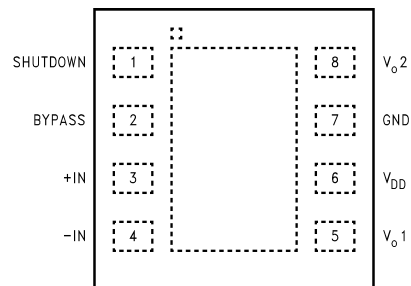 SHUTDOWN 1 8 Vo2
BYPASS 2 7 GND
+IN 3 6 VDD
-IN 4 5 Vo1